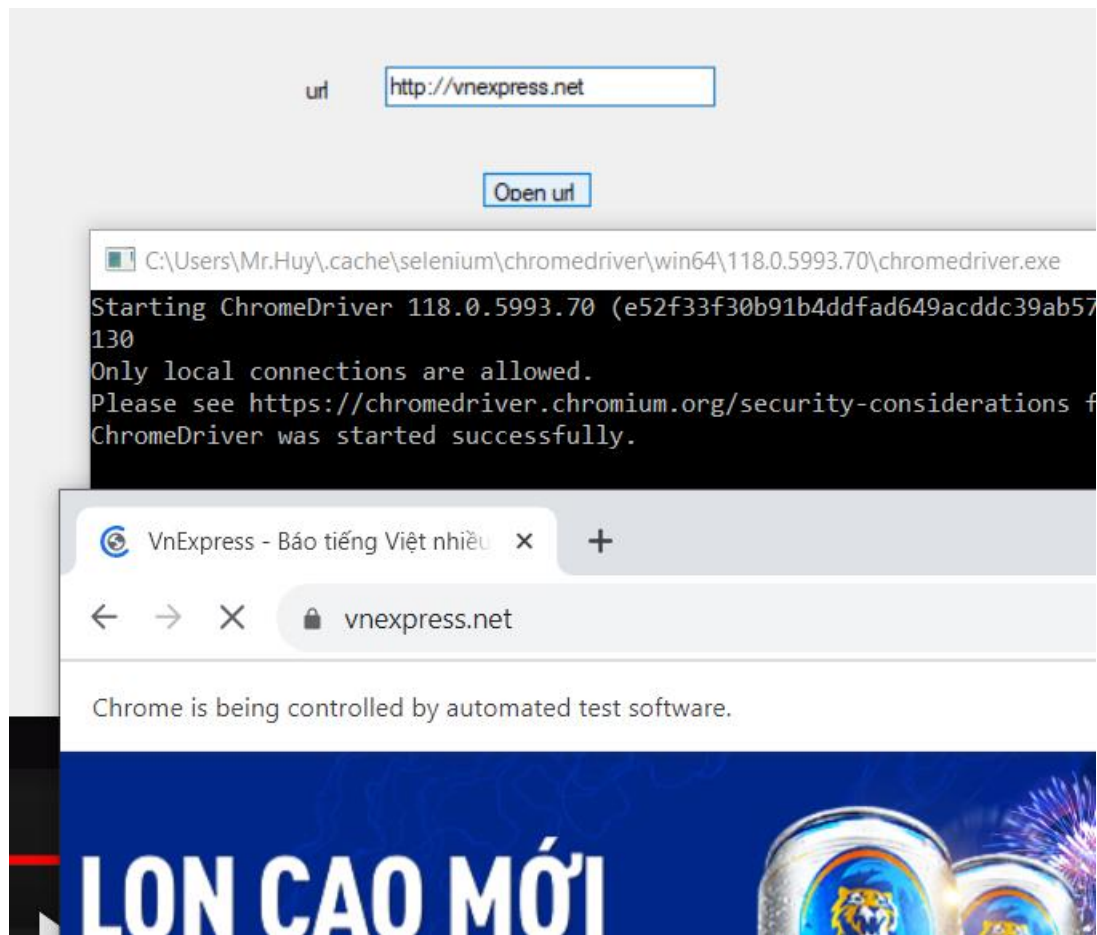 url http://vnexpress.net
Open url
C:\Users\Mr.Huy\.cache\selenium\chromedriver\win64\118.0.5993.70\chromedriver.exe
Starting ChromeDriver 118.0.5993.70 (e52f33f30b91b4ddfad649acddc39ab57
130
Only local connections are allowed.
Please see https://chromedriver.chromium.org/security-considerations f
ChromeDriver was started successfully.
VnExpress - Báo tiếng Việt nhiều
vnexpress.net
Chrome is being controlled by automated test software.
LON CAO MỚI